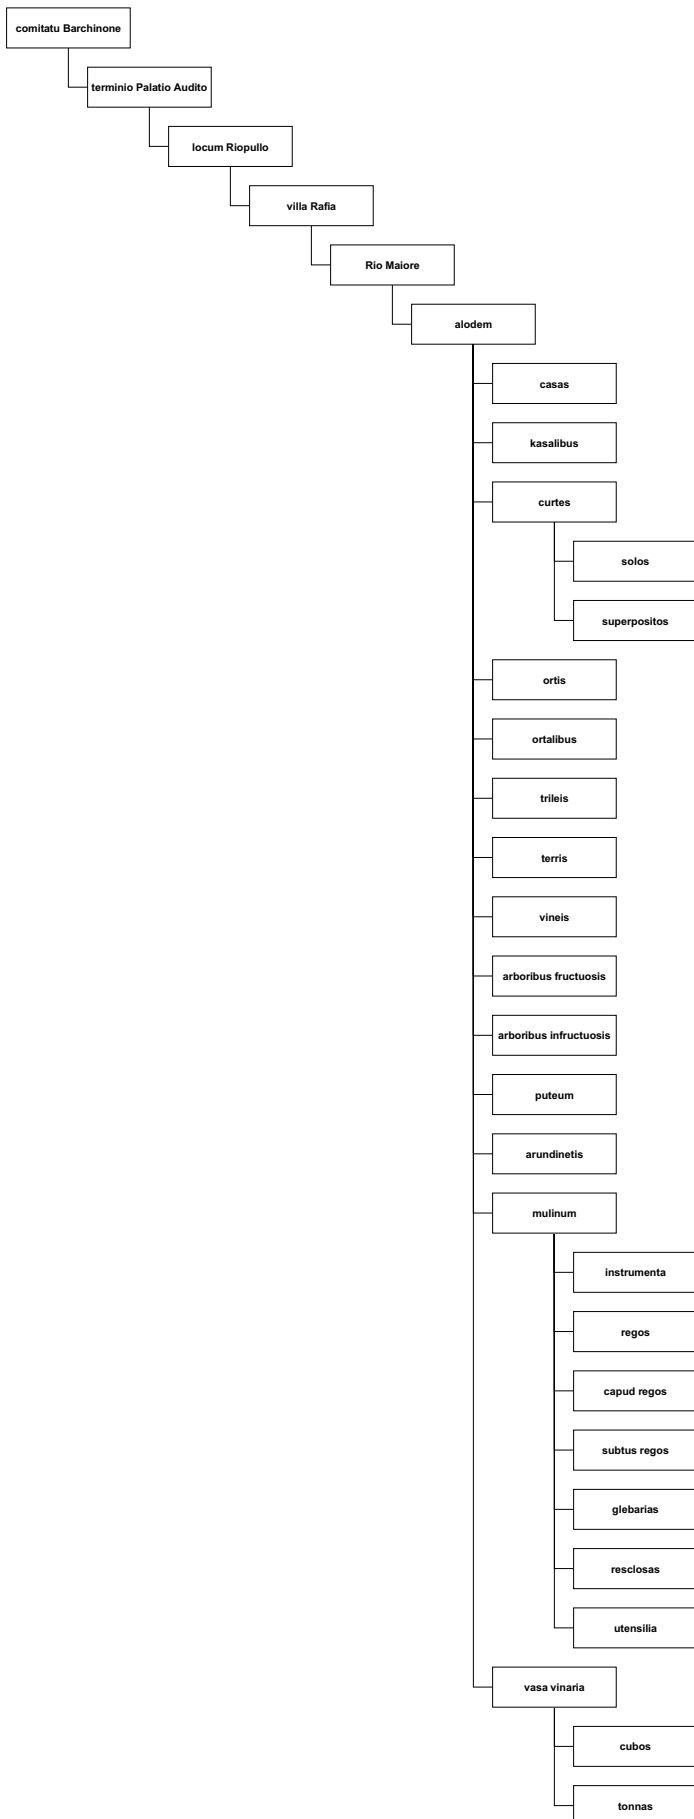 comitatu Barchinone
terminio Palatio Audito
locum Riopullo
villa Rafia
Rio Maiore
alodem
casas
kasalibus
curtes
solos
superpositos
ortis
ortalibus
trileis
terris
vineis
arboribus fructuosis
arboribus infructuosis
puteum
arundinetis
mulinum
instrumenta
regos
capud regos
subtus regos
glebarias
resclosas
utensilia
vasa vinaria
cubos
tonnas